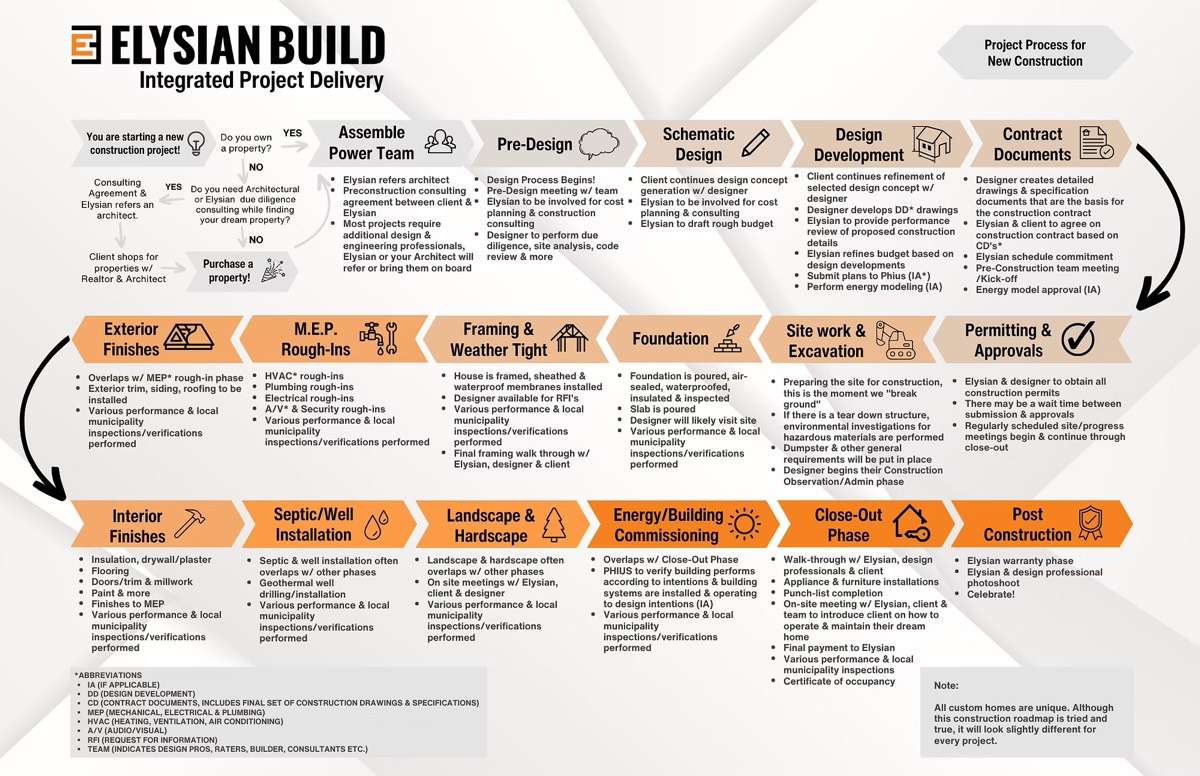 ELYSIAN BUILD
Integrated Project Delivery
Project Process for
New Construction
You are starting a new
construction project!
Do you own
a property?
YES
NO
Consulting
Agreement &
Elysian refers an
architect.
YES
Do you need Architectural
or Elysian due diligence
consulting while finding
your dream property?
NO
Client shops for
properties w/
Realtor & Architect
Purchase a
property!
Assemble
Power Team
• Elysian refers architect
• Preconstruction consulting
agreement between client &
Elysian
• Most projects require
additional design &
engineering professionals,
Elysian or your Architect will
refer or bring them on board
Pre-Design
• Design Process Begins!
• Pre-Design meeting w/ team
• Elysian to be involved for cost
planning & construction
consulting
• Designer to perform due
diligence, site analysis, code
review & more
Schematic
Design
• Client continues design concept
generation w/ designer
• Elysian to be involved for cost
planning & consulting
• Elysian to draft rough budget
Design
Development
• Client continues refinement of
selected design concept w/
designer
• Designer develops DD* drawings
• Elysian to provide performance
review of proposed construction
details
• Elysian refines budget based on
design developments
• Submit plans to Phius (IA*)
• Perform energy modeling (IA)
Contract
Documents
• Designer creates detailed
drawings & specification
documents that are the basis for
the construction contract
• Elysian & client to agree on
construction contract based on
CD's*
• Elysian schedule commitment
• Pre-Construction team meeting
/Kick-off
• Energy model approval (IA)
Exterior
Finishes
• Overlaps w/ MEP* rough-in phase
• Exterior trim, siding, roofing to be
installed
• Various performance & local
municipality
inspections/verifications
performed
M.E.P.
Rough-Ins
• HVAC* rough-ins
• Plumbing rough-ins
• Electrical rough-ins
• A/V* & Security rough-ins
• Various performance & local
municipality
inspections/verifications performed
Framing &
Weather Tight
• House is framed, sheathed &
waterproof membranes installed
• Designer available for RFI's
• Various performance & local
municipality
inspections/verifications
performed
• Final framing walk through w/
Elysian, designer & client
Foundation
• Foundation is poured, air-
sealed, waterproofed,
insulated & inspected
• Slab is poured
• Designer will likely visit site
• Various performance & local
municipality
inspections/verifications
performed
Site work &
Excavation
• Preparing the site for construction,
this is the moment we "break
ground"
• If there is a tear down structure,
environmental investigations for
hazardous materials are performed
• Dumpster & other general
requirements will be put in place
• Designer begins their Construction
Observation/Admin phase
Permitting &
Approvals
• Elysian & designer to obtain all
construction permits
• There may be a wait time between
submission & approvals
• Regularly scheduled site/progress
meetings begin & continue through
close-out
Interior
Finishes
• Insulation, drywall/plaster
• Flooring
• Doors/trim & millwork
• Paint & more
• Finishes to MEP
• Various performance & local
municipality
inspections/verifications
performed
Septic/Well
Installation
• Septic & well installation often
overlaps w/ other phases
• Geothermal well
drilling/installation
• Various performance & local
municipality
inspections/verifications
performed
Landscape &
Hardscape
• Landscape & hardscape often
overlaps w/ other phases
• On site meetings w/ Elysian,
client & designer
• Various performance & local
municipality
inspections/verifications
performed
Energy/Building
Commissioning
• Overlaps w/ Close-Out Phase
• PHIUS to verify building performs
according to intentions & building
systems are installed & operating
to design intentions (IA)
• Various performance & local
municipality
inspections/verifications
performed
Close-Out
Phase
• Walk-through w/ Elysian, design
professionals & client
• Appliance & furniture installations
• Punch-list completion
• On-site meeting w/ Elysian, client &
team to introduce client on how to
operate & maintain their dream
home
• Final payment to Elysian
• Various performance & local
municipality inspections
• Certificate of occupancy
Post
Construction
• Elysian warranty phase
• Elysian & design professional
photoshoot
• Celebrate!
*ABBREVIATIONS
• IA (IF APPLICABLE)
• DD (DESIGN DEVELOPMENT)
• CD (CONTRACT DOCUMENTS, INCLUDES FINAL SET OF CONSTRUCTION DRAWINGS & SPECIFICATIONS)
• MEP (MECHANICAL, ELECTRICAL & PLUMBING)
• HVAC (HEATING, VENTILATION, AIR CONDITIONING)
• A/V (AUDIO/VISUAL)
• RFI (REQUEST FOR INFORMATION)
• TEAM (INDICATES DESIGN PROS, RATERS, BUILDER, CONSULTANTS ETC.)
Note:
All custom homes are unique. Although
this construction roadmap is tried and
true, it will look slightly different for
every project.